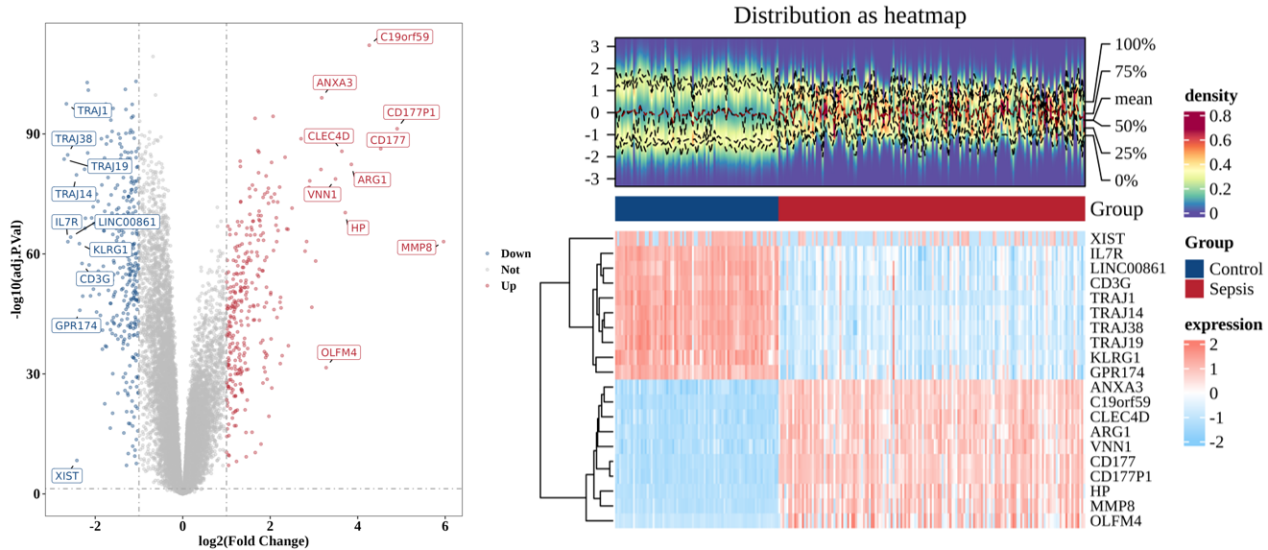 Distribution as heatmap
-log10(adj.P.Val)
90
60
30
0
-2
0
2
4
6
log2(Fold Change)
C19orf59
ANXA3
CD177P1
CLEC4D
CD177
ARG1
VNN1
HP
MMP8
OLFM4
TRAJ1
TRAJ38
TRAJ19
TRAJ14
IL7R
LINC00861
KLRG1
CD3G
GPR174
XIST
Down
Not
Up
3
2
1
0
-1
-2
-3
100%
75%
mean
50%
25%
0%
Group
XIST
IL7R
LINC00861
CD3G
TRAJ1
TRAJ14
TRAJ38
TRAJ19
KLRG1
GPR174
ANXA3
C19orf59
CLEC4D
ARG1
VNN1
CD177
CD177P1
HP
MMP8
OLFM4
density
0.8
0.6
0.4
0.2
0
Group
Control
Sepsis
expression
2
1
0
-1
-2